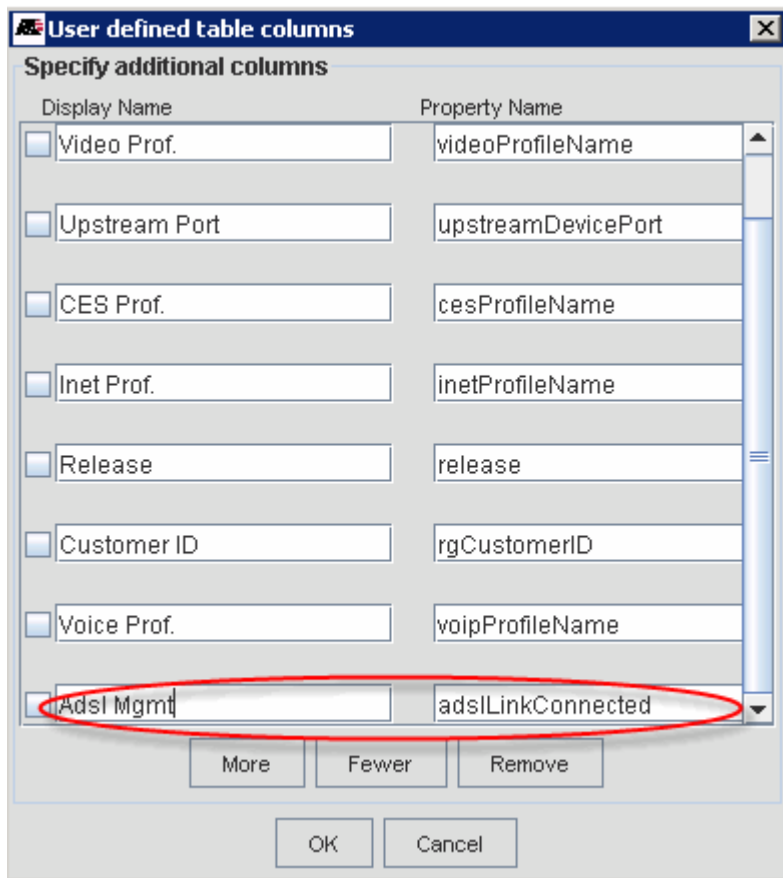 User defined table columns
Specify additional columns
Display Name Property Name
Video Prof. videoProfileName
Upstream Port upstreamDevicePort
CES Prof. cesProfileName
Inet Prof. inetProfileName
Release release
Customer ID rgCustomerID
Voice Prof. voipProfileName
Adsl Mgmt adslLinkConnected
More Fewer Remove
OK Cancel